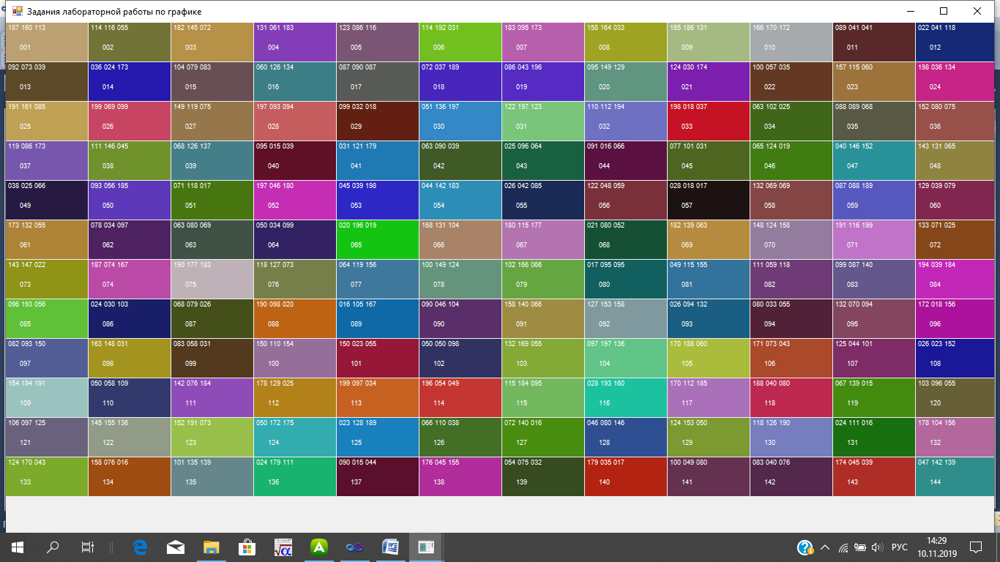 Задания лабораторной работы по графике
187 160 113 114 116 055 182 145 072 131 061 183 123 086 116 114 192 031 183 095 173 158 164 033 165 186 131 166 170 172 089 041 041 022 041 118
001 002 003 004 005 006 007 008 009 010 011 012
092 073 039 036 024 173 104 079 083 060 126 134 087 090 087 072 037 189 086 043 196 095 149 129 124 030 174 100 057 035 157 115 060 198 036 134
013 014 015 016 017 018 019 020 021 022 023 024
191 161 085 199 069 099 149 119 075 197 093 094 099 032 018 051 136 197 122 197 123 110 112 194 198 018 037 063 102 025 088 089 068 152 080 075
025 026 027 028 029 030 031 032 033 034 035 036
119 086 173 111 146 045 068 126 137 095 015 039 031 121 179 063 090 039 025 096 064 091 016 066 077 101 031 065 124 019 040 146 152 143 131 065
037 038 039 040 041 042 043 044 045 046 047 048
038 025 066 093 056 185 071 118 017 197 046 180 045 039 198 044 142 183 026 042 085 122 048 059 028 018 017 132 069 069 087 088 189 129 039 079
049 050 051 052 053 054 055 056 057 058 059 060
173 132 055 078 034 097 063 080 069 050 034 099 020 196 019 168 131 104 180 115 177 021 080 052 182 139 063 148 124 158 191 116 199 133 071 025
061 062 063 064 065 066 067 068 069 070 071 072
143 147 022 187 074 167 190 177 183 118 127 073 064 119 156 100 149 124 102 166 066 017 095 095 049 115 155 111 059 118 099 087 140 194 039 184
073 074 075 076 077 078 079 080 081 082 083 084
096 193 056 024 030 103 068 079 026 190 098 020 016 105 167 090 046 104 158 140 066 127 153 158 026 094 132 080 033 055 132 070 094 172 018 156
085 086 087 088 089 090 091 092 093 094 095 096
082 093 150 163 148 031 083 058 031 150 110 154 150 023 055 050 050 098 132 169 055 097 197 136 170 188 060 171 073 043 125 044 101 026 023 152
097 098 099 100 101 102 103 104 105 106 107 108
154 194 191 050 058 109 142 076 184 178 129 025 199 097 034 196 054 049 115 184 095 028 193 160 170 112 185 188 040 080 067 139 015 103 096 055
109 110 111 112 113 114 115 116 117 118 119 120
106 097 125 145 155 136 152 191 073 050 172 175 023 128 189 066 110 038 072 140 016 046 080 146 124 153 050 118 126 190 024 111 016 178 104 156
121 122 123 124 125 126 127 128 129 130 131 132
124 170 043 158 076 016 101 135 139 024 179 111 090 015 044 176 045 155 054 075 032 179 035 017 100 049 080 083 040 076 174 045 039 047 142 139
133 134 135 136 137 138 139 140 141 142 143 144
РУС
14:29
10.11.2019